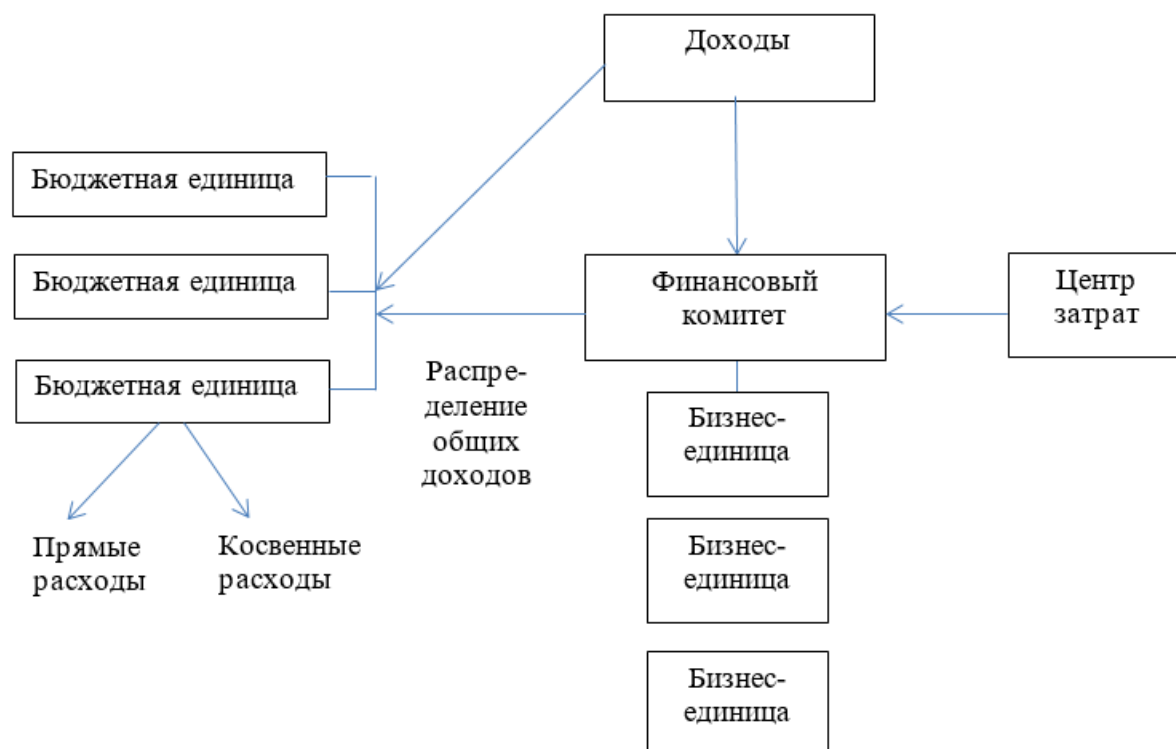 Доходы
Бюджетная единица
Бюджетная единица
Бюджетная единица
Финансовый
комитет
Центр
затрат
Распре-
деление
общих
доходов
Бизнес-
единица
Прямые
расходы
Косвенные
расходы
Бизнес-
единица
Бизнес-
единица